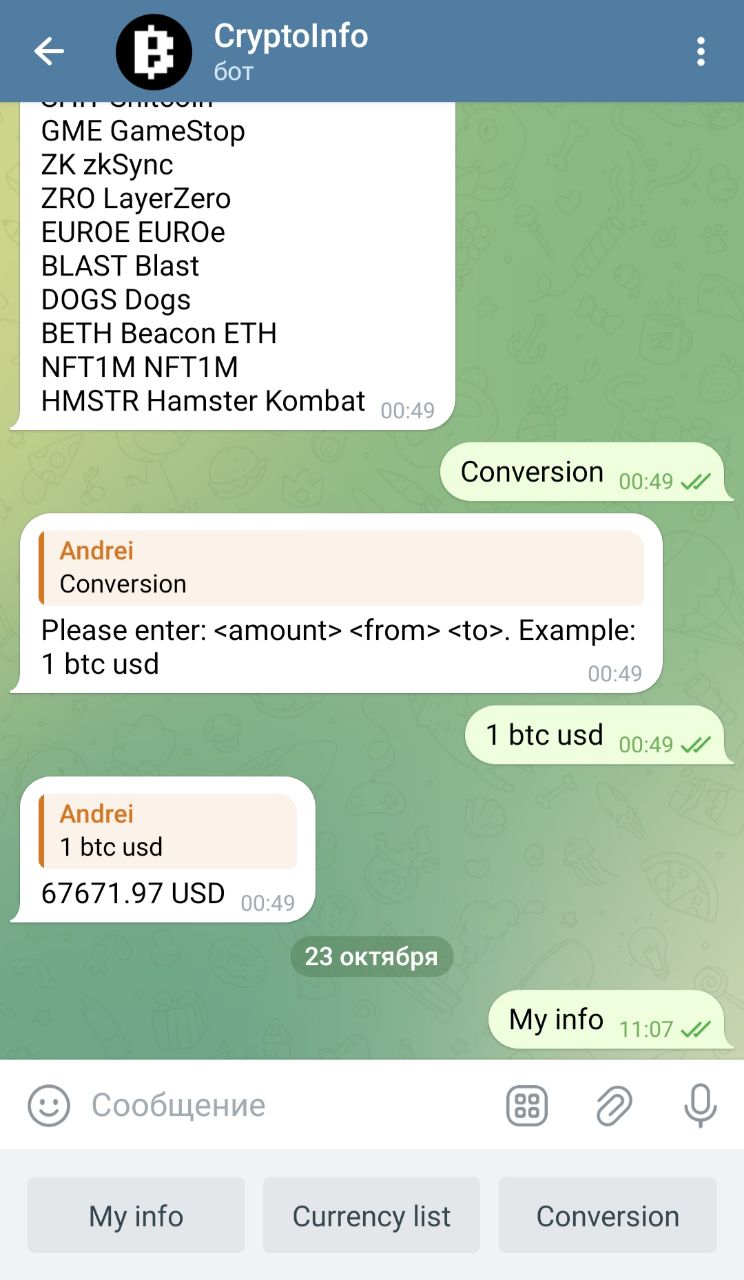 CryptoInfo
бот
GME GameStop
ZK zkSync
ZRO LayerZero
EUROE EUROe
BLAST Blast
DOGS Dogs
BETH Beacon ETH
NFT1M NFT1M
HMSTR Hamster Kombat 00:49
Conversion 00:49
Andrei
Conversion
Please enter: <amount> <from> <to>. Example:
1 btc usd
00:49
1 btc usd 00:49
Andrei
1 btc usd
67671.97 USD 00:49
23 октября
My info 11:07
Сообщение
My info Currency list Conversion